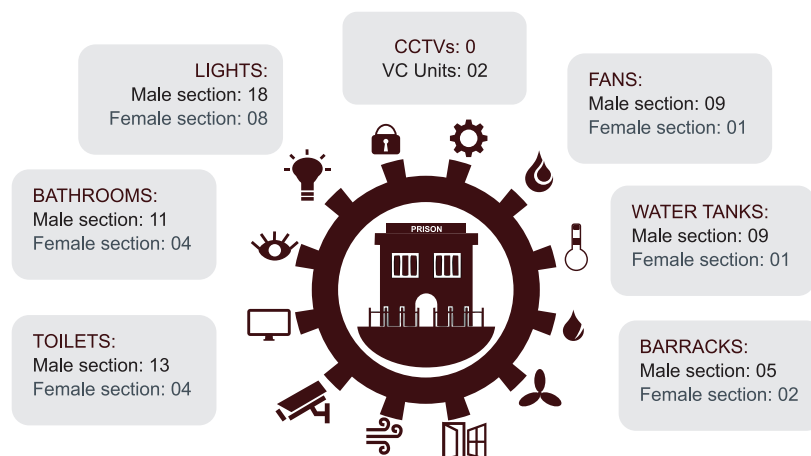 CCTVs: 0
VC Units: 02
LIGHTS:
Male section: 18
Female section: 08
FANS:
Male section: 09
Female section: 01
BATHROOMS:
Male section: 11
Female section: 04
WATER TANKS:
Male section: 09
Female section: 01
PRISON
TOILETS:
Male section: 13
Female section: 04
BARRACKS:
Male section: 05
Female section: 02